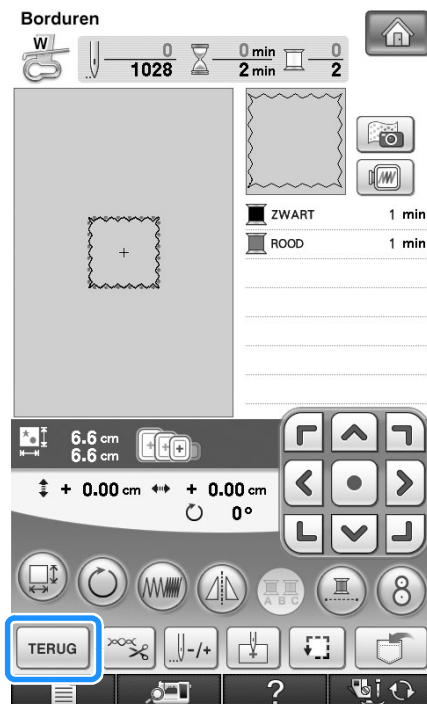 Borduren
W
0 0 min 0
1028 2 min 2
ZWART 1 min
ROOD 1 min
6.6 cm
6.6 cm
+ 0.00 cm + 0.00 cm
0°
A B C
8
TERUG
-/+
?